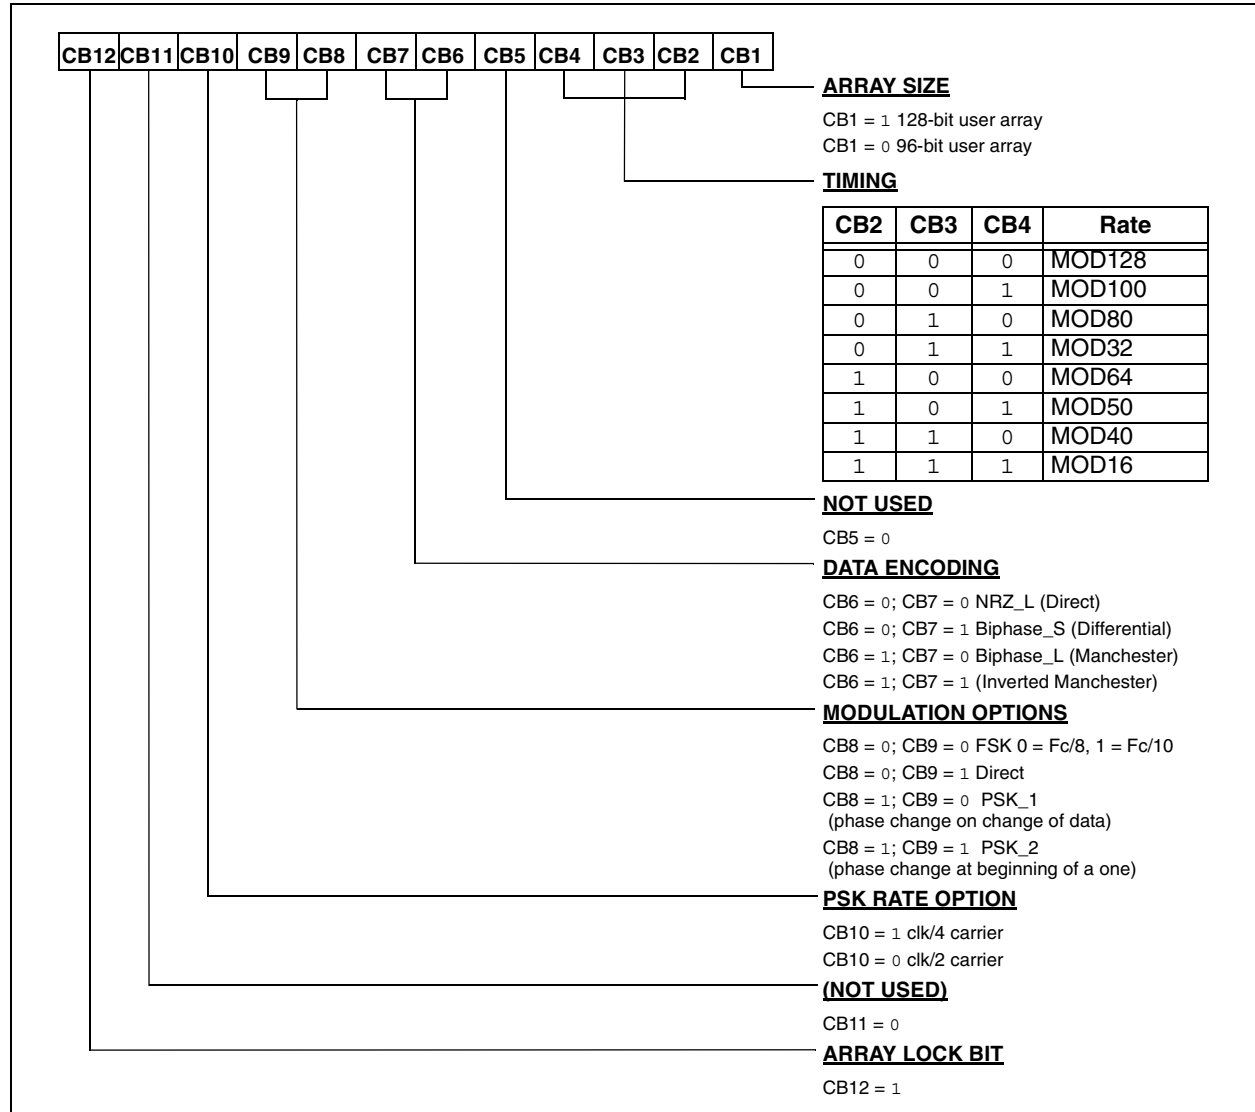 CB12 CB11 CB10 CB9 CB8 CB7 CB6 CB5 CB4 CB3 CB2 CB1
ARRAY SIZE
CB1 = 1 128-bit user array
CB1 = 0 96-bit user array
TIMING
CB2 CB3 CB4 Rate
0 0 0 MOD128
0 0 1 MOD100
0 1 0 MOD80
0 1 1 MOD32
1 0 0 MOD64
1 0 1 MOD50
1 1 0 MOD40
1 1 1 MOD16
NOT USED
CB5 = 0
DATA ENCODING
CB6 = 0; CB7 = 0 NRZ_L (Direct)
CB6 = 0; CB7 = 1 Biphase_S (Differential)
CB6 = 1; CB7 = 0 Biphase_L (Manchester)
CB6 = 1; CB7 = 1 (Inverted Manchester)
MODULATION OPTIONS
CB8 = 0; CB9 = 0 FSK 0 = Fc/8, 1 = Fc/10
CB8 = 0; CB9 = 1 Direct
CB8 = 1; CB9 = 0 PSK_1
(phase change on change of data)
CB8 = 1; CB9 = 1 PSK_2
(phase change at beginning of a one)
PSK RATE OPTION
CB10 = 1 clk/4 carrier
CB10 = 0 clk/2 carrier
(NOT USED)
CB11 = 0
ARRAY LOCK BIT
CB12 = 1